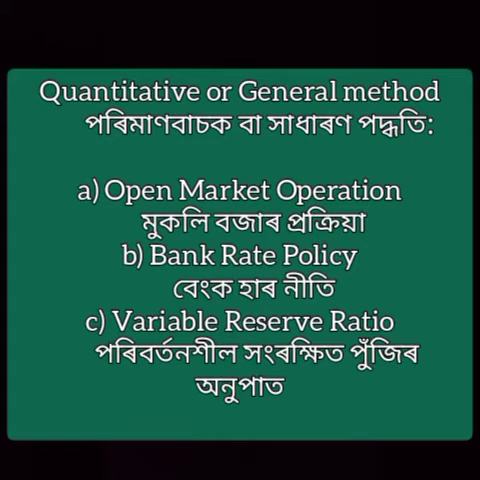 Quantitative or General method
পৰিমাণবাচক বা সাধাৰণ পদ্ধতি:
a) Open Market Operation
মুকলি বজাৰ প্ৰক্ৰিয়া
b) Bank Rate Policy
বেংক হাৰ নীতি
c) Variable Reserve Ratio
পৰিবৰ্তনশীল সংৰক্ষিত পুঁজিৰ
অনুপাত